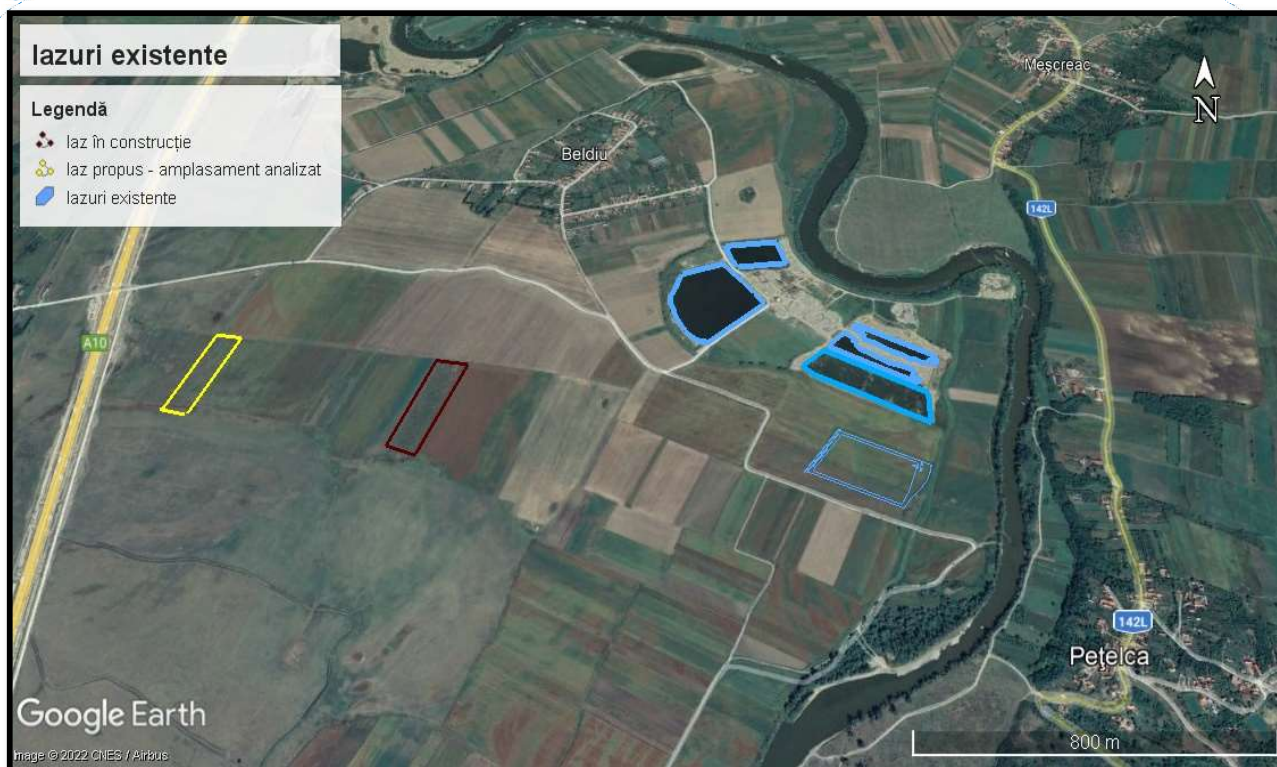 Iazuri existente
Legendă
Iaz în construcție
Iaz propus - amplasament analizat
Iazuri existente
Meșcreac
N
Beldiu
142L
A10
142L
Pețelca
Google Earth
Image © 2022 CNES / Airbus
800 m